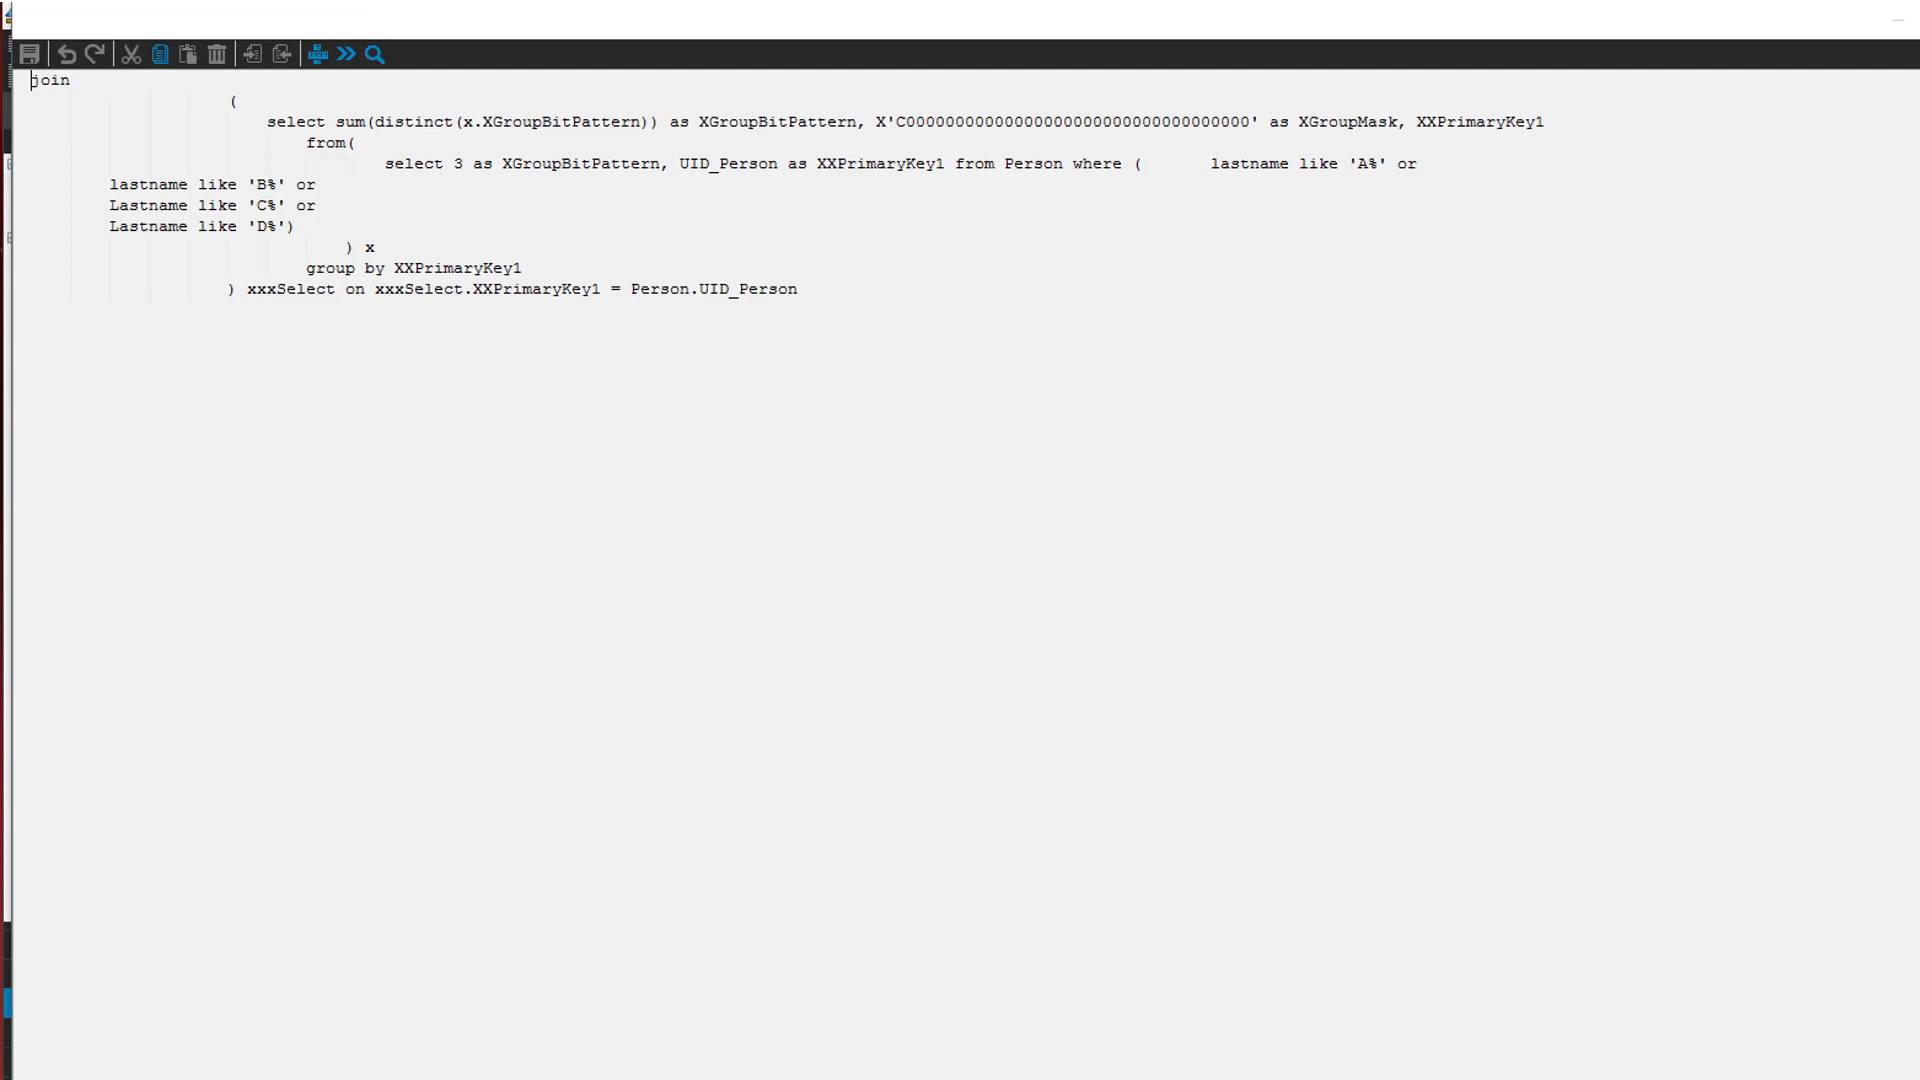 join
(
select sum(distinct(x.XGroupBitPattern)) as XGroupBitPattern, X'C00000000000000000000000000000000000' as XGroupMask, XXPrimaryKey1
from(
select 3 as XGroupBitPattern, UID_Person as XXPrimaryKey1 from Person where ( lastname like 'A%' or
lastname like 'B%' or
Lastname like 'C%' or
Lastname like 'D%')
) x
group by XXPrimaryKey1
) xxxSelect on xxxSelect.XXPrimaryKey1 = Person.UID_Person